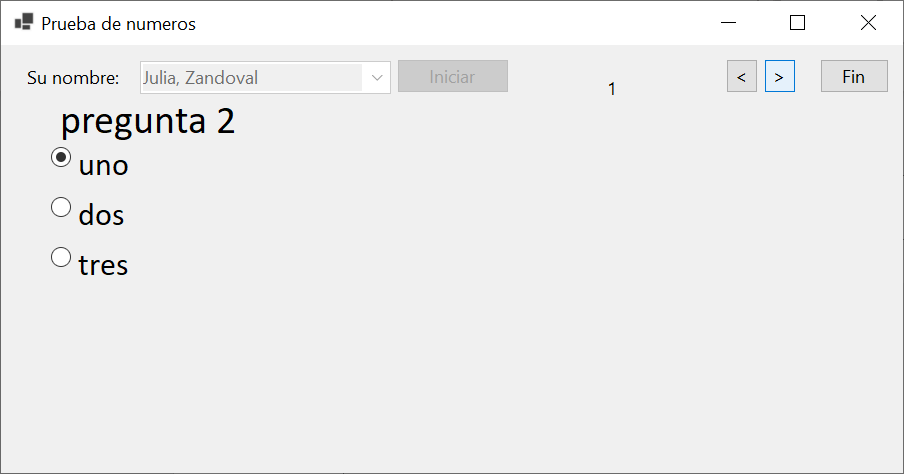 Prueba de numeros
Su nombre: Julia, Zandoval Iniciar 1 < > Fin
pregunta 2
uno
dos
tres